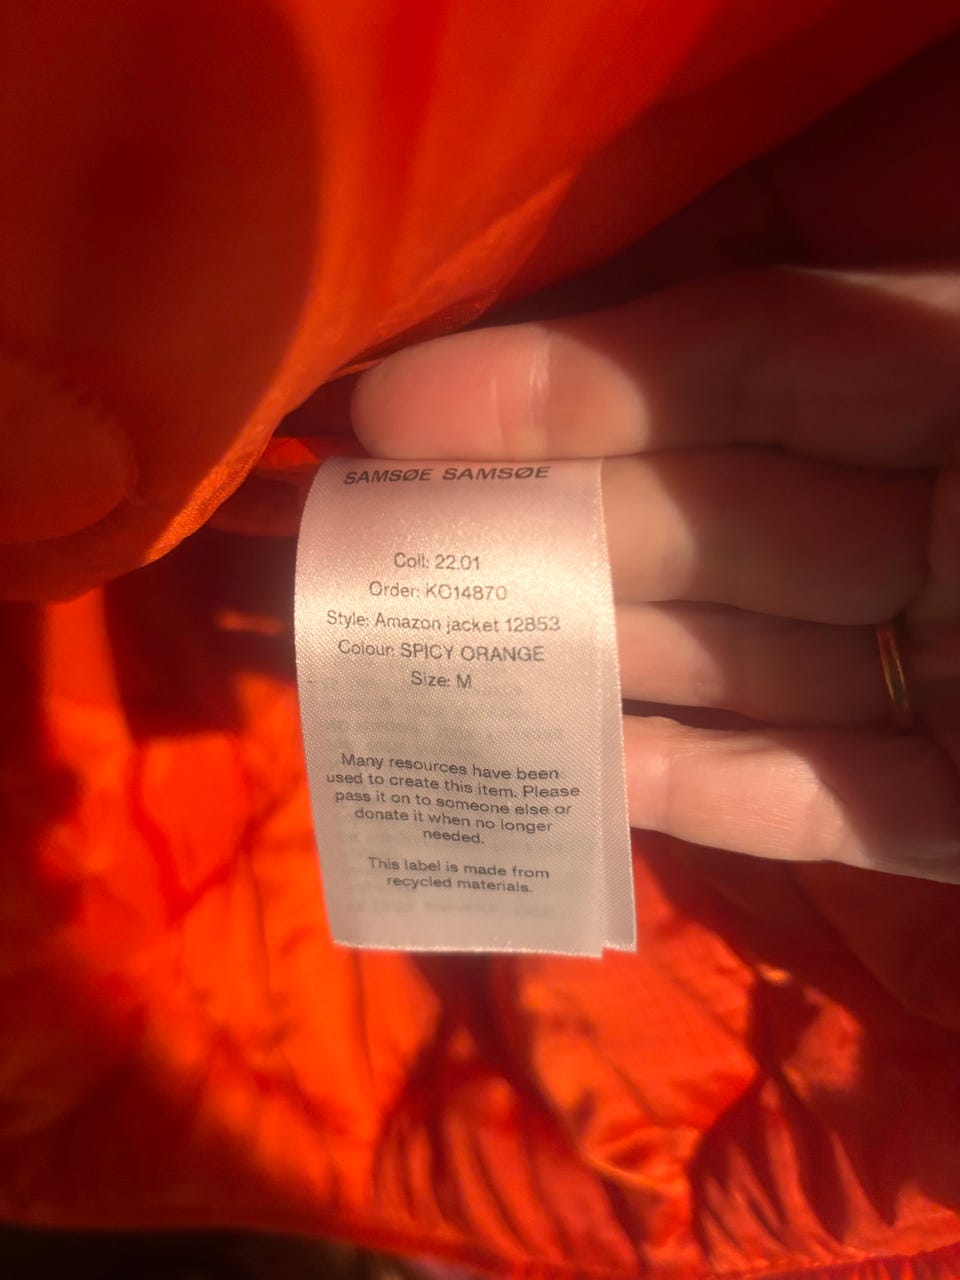 SAMSØE SAMSØE
Coll: 22.01
Order: KO14870
Style: Amazon jacket 12853
Colour: SPICY ORANGE
Size: M
Many resources have been
used to create this item. Please
pass it on to someone else or
donate it when no longer
needed.
This label is made from
recycled materials.